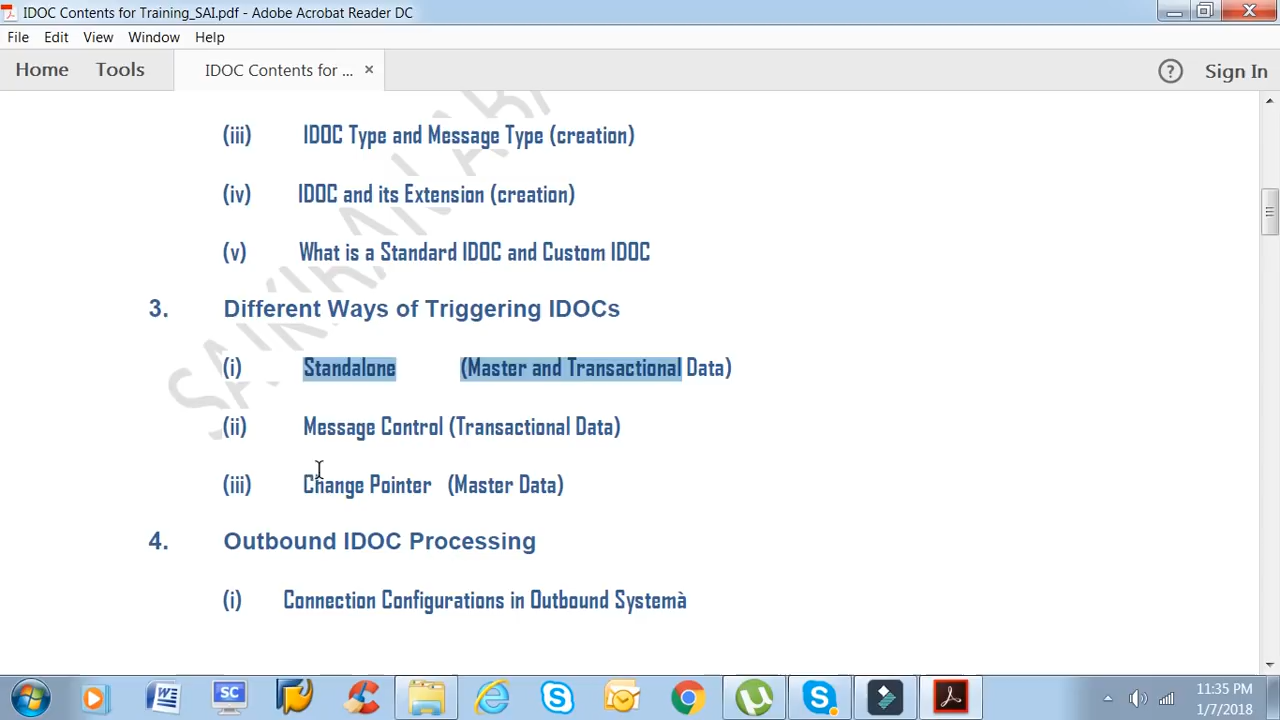 IDOC Contents for Training_SAI.pdf - Adobe Acrobat Reader DC
File Edit View Window Help
Home Tools IDOC Contents for ... × ? Sign In
(iii) IDOC Type and Message Type (creation)
(iv) IDOC and its Extension (creation)
(v) What is a Standard IDOC and Custom IDOC
3. Different Ways of Triggering IDOCs
(i) Standalone (Master and Transactional Data)
(ii) Message Control (Transactional Data)
(iii) Change Pointer (Master Data)
4. Outbound IDOC Processing
(i) Connection Configurations in Outbound Systemà
SC
11:35 PM
1/7/2018